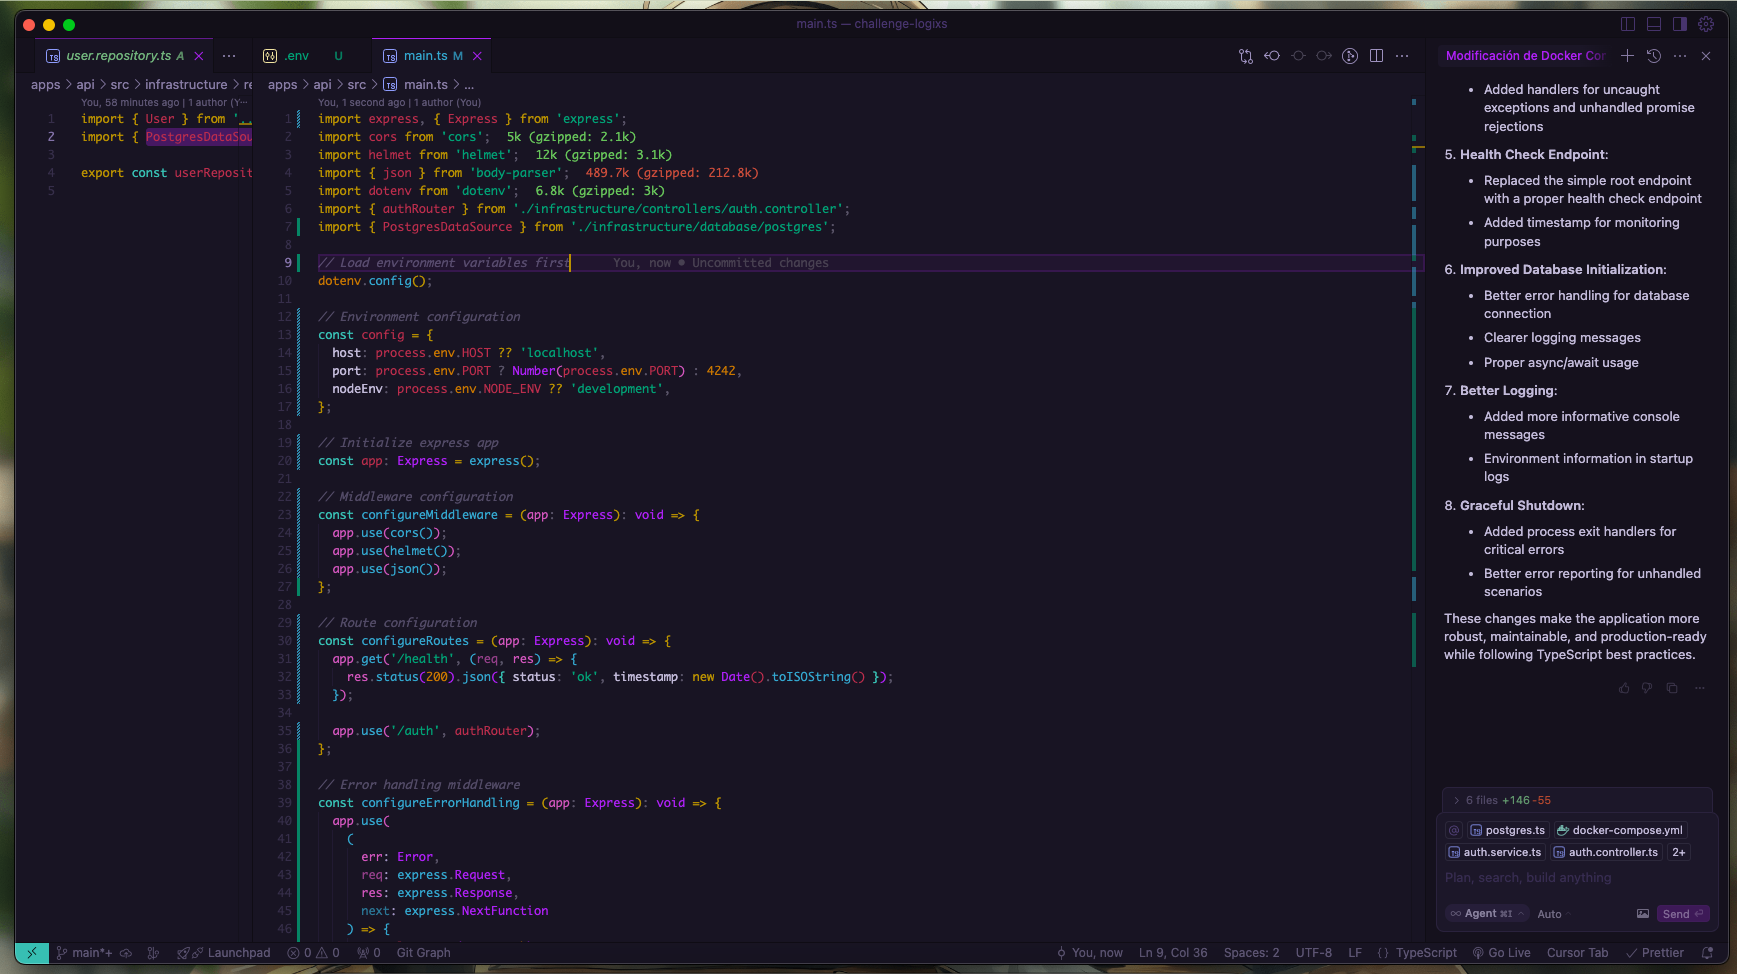 main.ts — challenge-logixs
user.repository.ts A
.env U
main.ts M
Modificación de Docker Cor
apps > api > src > infrastructure > re
apps > api > src > main.ts > ...
You, 58 minutes ago | 1 author (Y...
1 import { User } from '..
2 import { PostgresDataSou
3
4 export const userReposit
5
You, 1 second ago | 1 author (You)
1 import express, { Express } from 'express';
2 import cors from 'cors'; 5k (gzipped: 2.1k)
3 import helmet from 'helmet'; 12k (gzipped: 3.1k)
4 import { json } from 'body-parser'; 489.7k (gzipped: 212.8k)
5 import dotenv from 'dotenv'; 6.8k (gzipped: 3k)
6 import { authRouter } from './infrastructure/controllers/auth.controller';
7 import { PostgresDataSource } from './infrastructure/database/postgres';
8
9 // Load environment variables first You, now • Uncommitted changes
10 dotenv.config();
11
12 // Environment configuration
13 const config = {
14 host: process.env.HOST ?? 'localhost',
15 port: process.env.PORT ? Number(process.env.PORT) : 4242,
16 nodeEnv: process.env.NODE_ENV ?? 'development',
17 };
18
19 // Initialize express app
20 const app: Express = express();
21
22 // Middleware configuration
23 const configureMiddleware = (app: Express): void => {
24 app.use(cors());
25 app.use(helmet());
26 app.use(json());
27 };
28
29 // Route configuration
30 const configureRoutes = (app: Express): void => {
31 app.get('/health', (req, res) => {
32 res.status(200).json({ status: 'ok', timestamp: new Date().toISOString() });
33 });
34
35 app.use('/auth', authRouter);
36 };
37
38 // Error handling middleware
39 const configureErrorHandling = (app: Express): void => {
40 app.use(
41 (
42 err: Error,
43 req: express.Request,
44 res: express.Response,
45 next: express.NextFunction
46 ) => {
• Added handlers for uncaught
exceptions and unhandled promise
rejections
5. Health Check Endpoint:
• Replaced the simple root endpoint
with a proper health check endpoint
• Added timestamp for monitoring
purposes
6. Improved Database Initialization:
• Better error handling for database
connection
• Clearer logging messages
• Proper async/await usage
7. Better Logging:
• Added more informative console
messages
• Environment information in startup
logs
8. Graceful Shutdown:
• Added process exit handlers for
critical errors
• Better error reporting for unhandled
scenarios
These changes make the application more
robust, maintainable, and production-ready
while following TypeScript best practices.
> 6 files +146 -55
@ postgres.ts docker-compose.yml
auth.service.ts auth.controller.ts 2+
Plan, search, build anything
∞ Agent ⌘I Auto Send
main*+ Launchpad 0 0 0 Git Graph You, now Ln 9, Col 36 Spaces: 2 UTF-8 LF {} TypeScript Go Live Cursor Tab Prettier